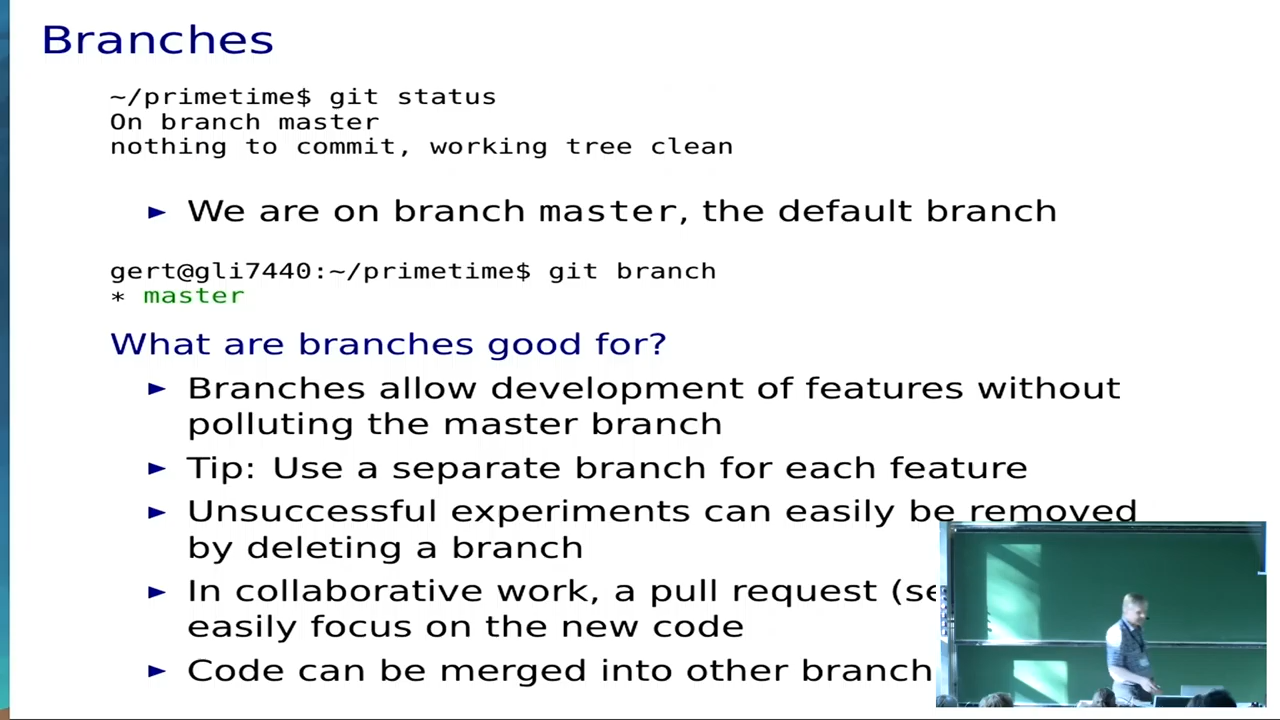 Branches
~/primetime$ git status
On branch master
nothing to commit, working tree clean
► We are on branch master, the default branch
gert@gli7440:~/primetime$ git branch
* master
What are branches good for?
► Branches allow development of features without
polluting the master branch
► Tip: Use a separate branch for each feature
► Unsuccessful experiments can easily be removed
by deleting a branch
► In collaborative work, a pull request
easily focus on the new code
► Code can be merged into other